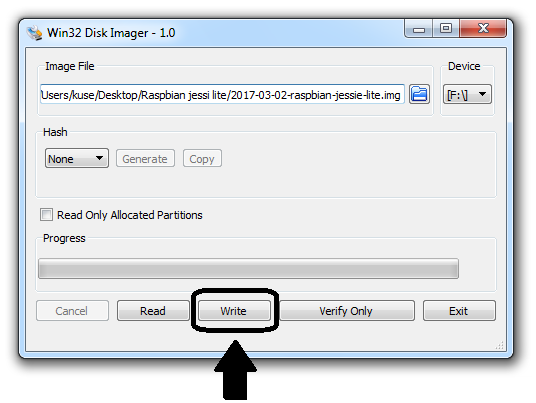 Win32 Disk Imager - 1.0
Image File
Device
Users/kuse/Desktop/Raspbian jessi lite/2017-03-02-raspbian-jessie-lite.img
[F:\]
Hash
None
Generate
Copy
Read Only Allocated Partitions
Progress
Cancel
Read
Write
Verify Only
Exit